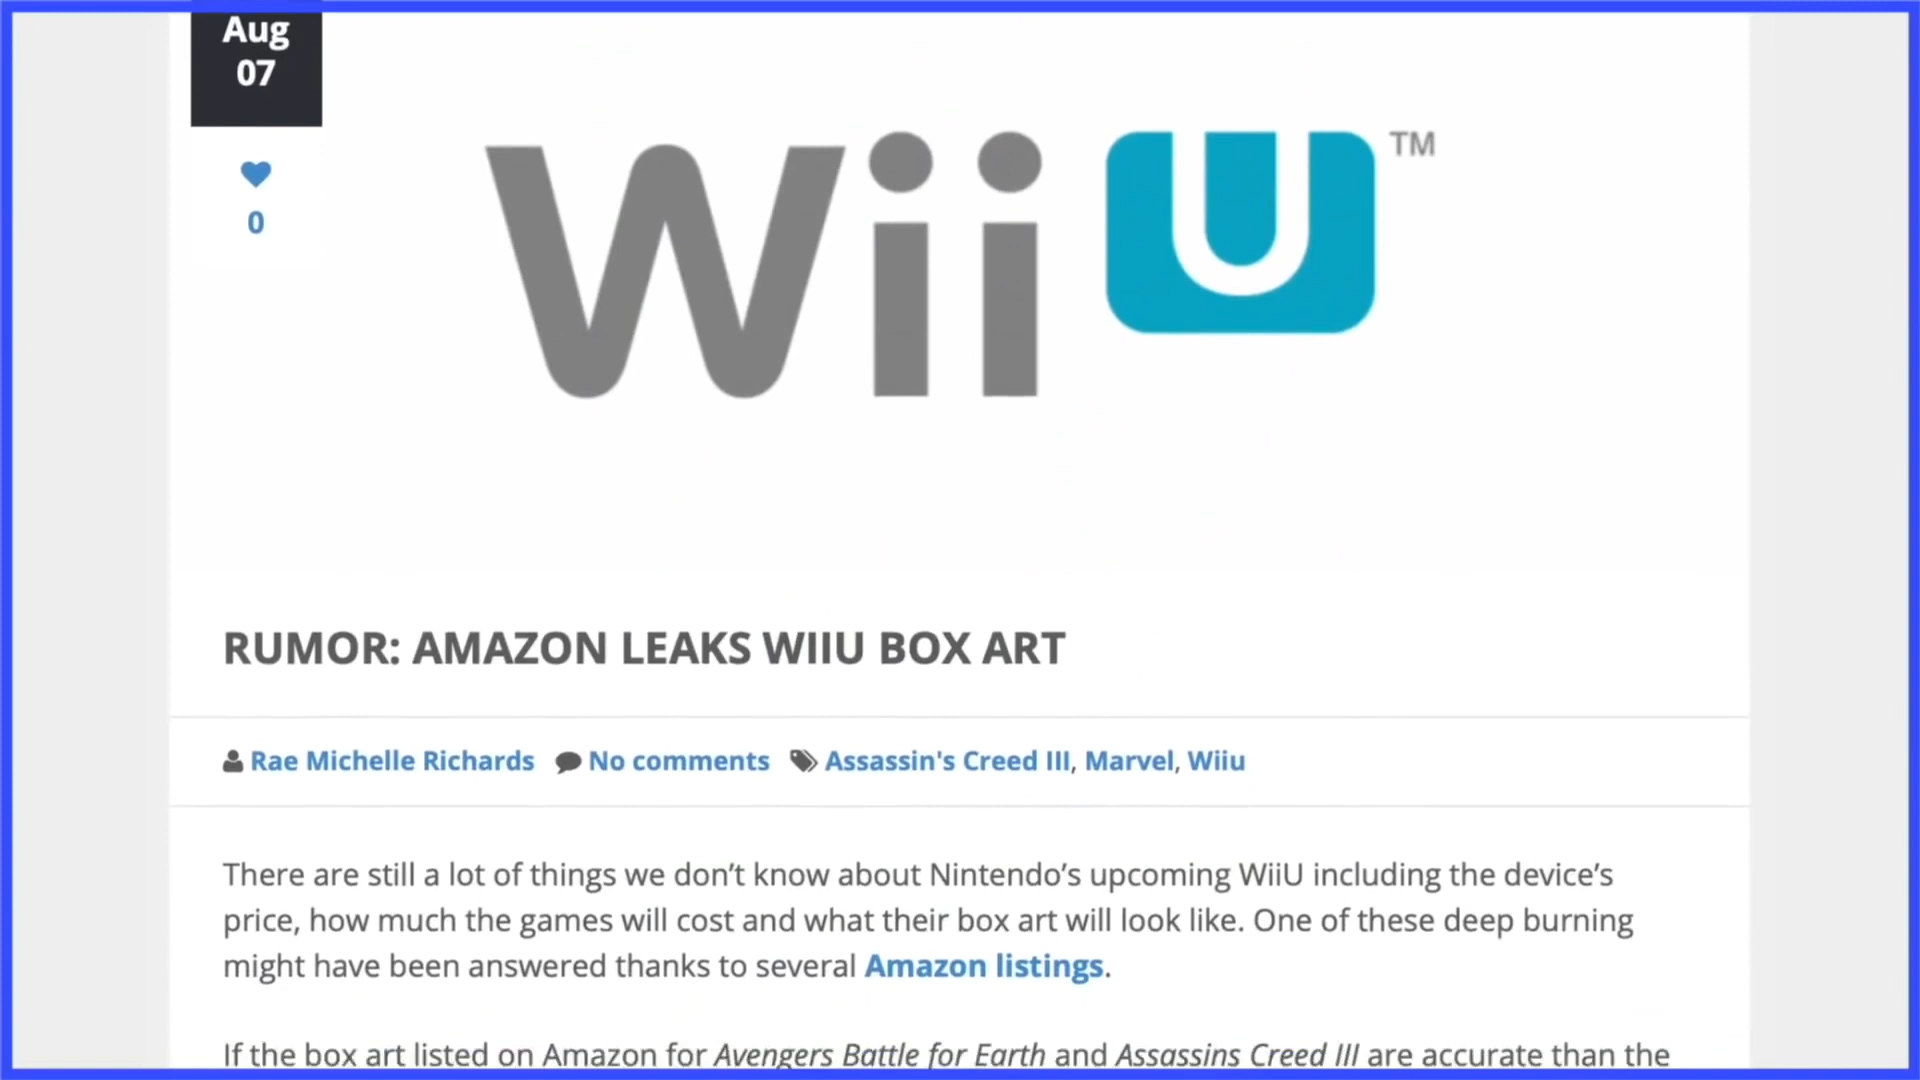 Aug
07
0
Wii U TM
RUMOR: AMAZON LEAKS WIIU BOX ART
Rae Michelle Richards No comments Assassin's Creed III, Marvel, Wiiu
There are still a lot of things we don’t know about Nintendo’s upcoming WiiU including the device’s
price, how much the games will cost and what their box art will look like. One of these deep burning
might have been answered thanks to several Amazon listings.
If the box art listed on Amazon for Avengers Battle for Earth and Assassins Creed III are accurate than the